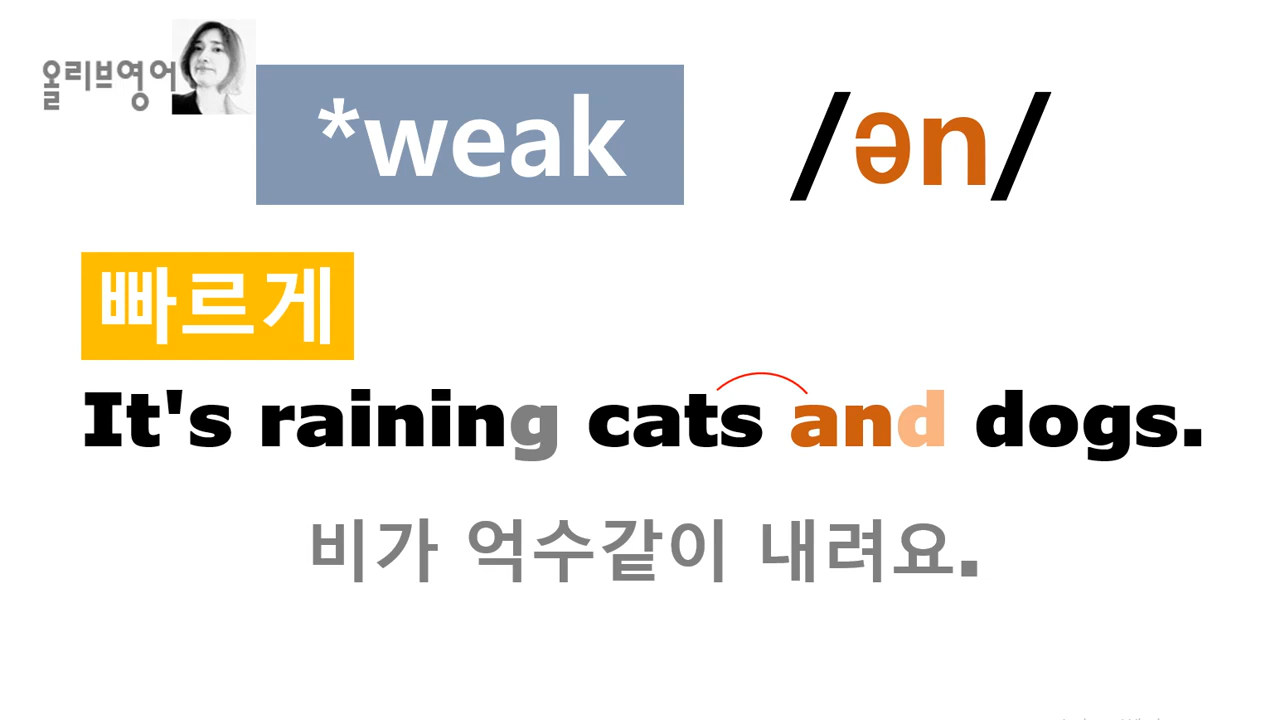 올리브영어
*weak /ən/
빠르게
It's raining cats and dogs.
비가 억수같이 내려요.